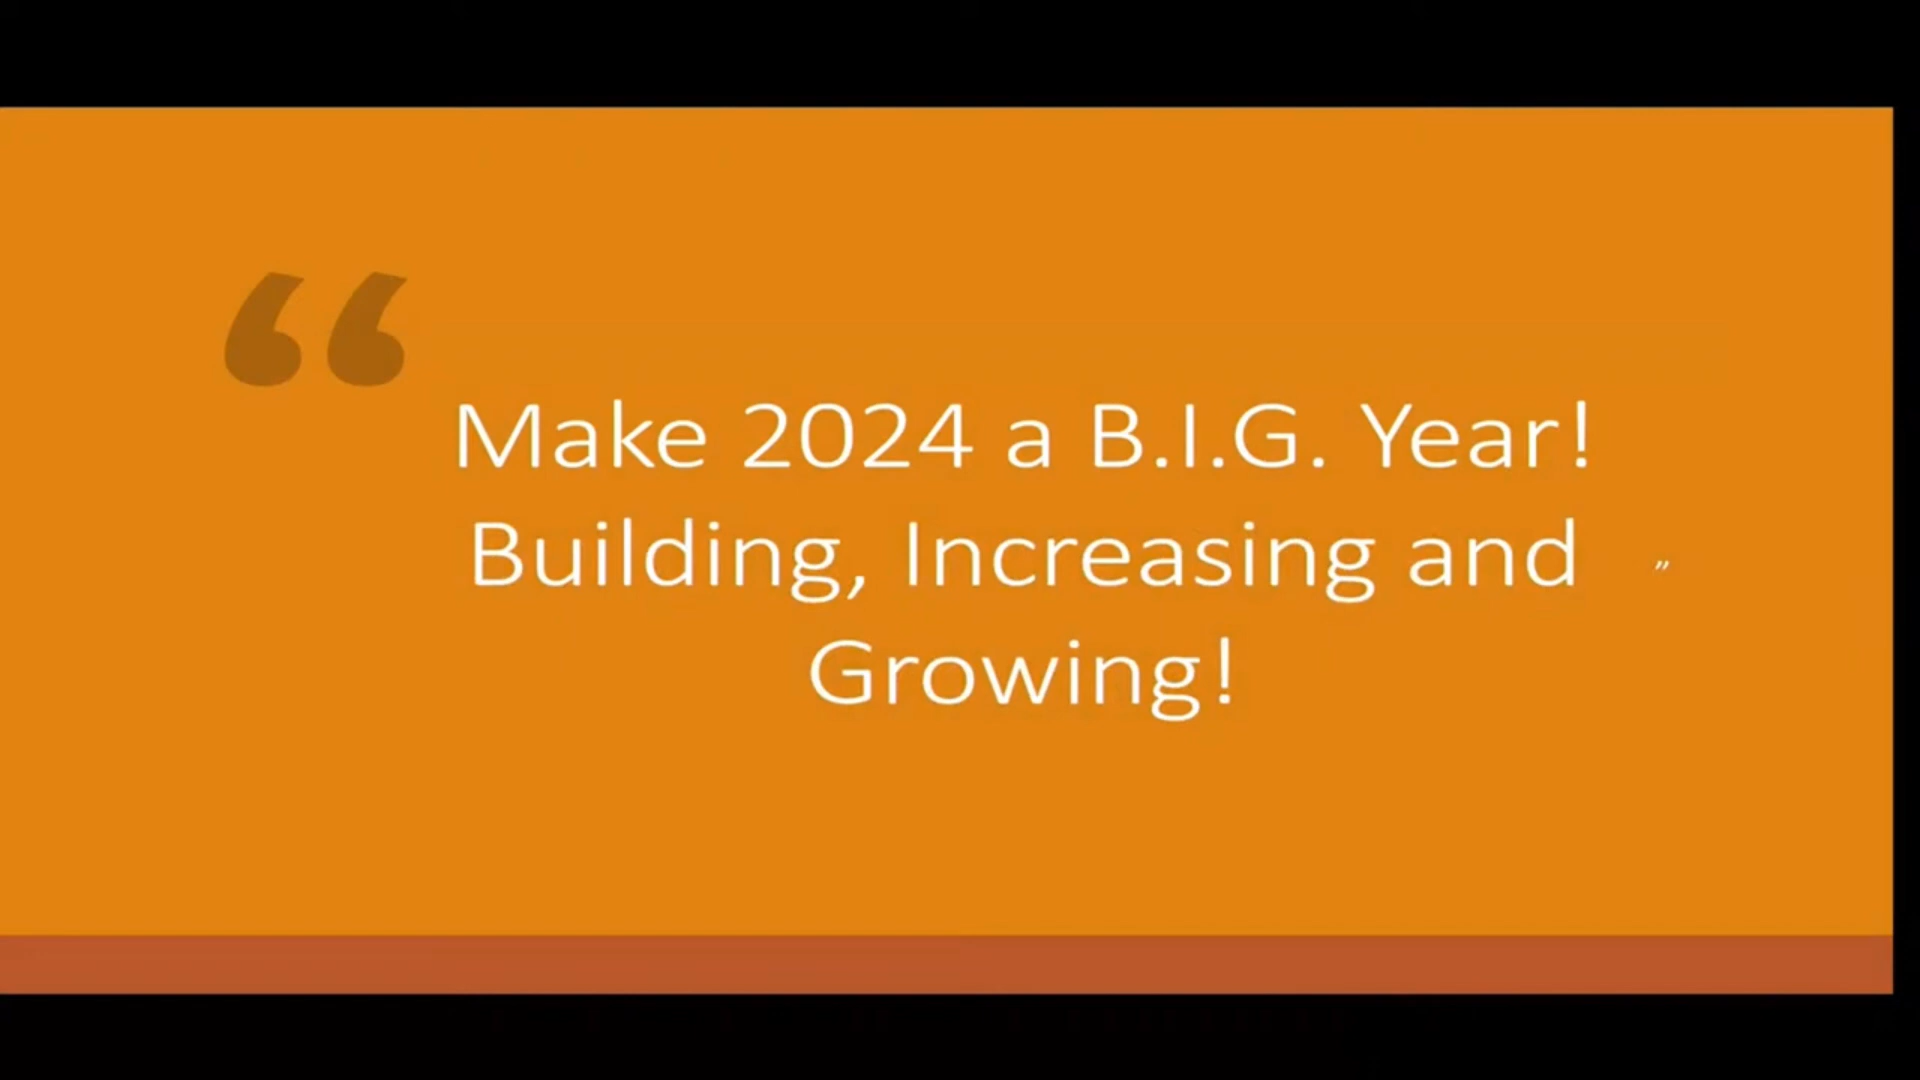 “
Make 2024 a B.I.G. Year!
Building, Increasing and
Growing!
”